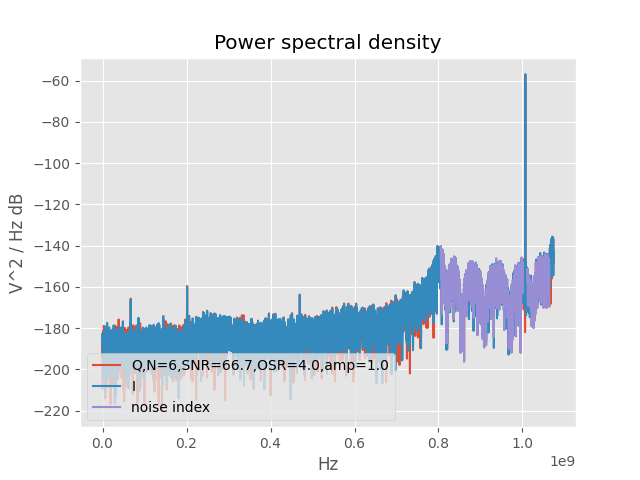 Power spectral density
V^2 / Hz dB
−60
−80
−100
−120
−140
−160
−180
−200
−220
Q,N=6,SNR=66.7,OSR=4.0,amp=1.0
I
noise index
0.0 0.2 0.4 0.6 0.8 1.0
1e9
Hz